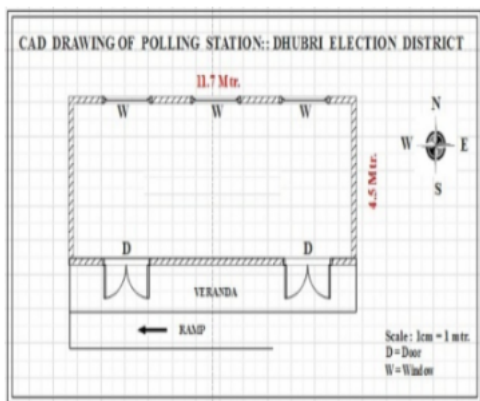 CAD DRAWING OF POLLING STATION:: DHUBRI ELECTION DISTRICT
11.7 Mtr.
W W W
N
W E
S
4.5 Mtr.
D D
VERANDA
RAMP
Scale : 1cm = 1 mtr.
D=Door
W=Window